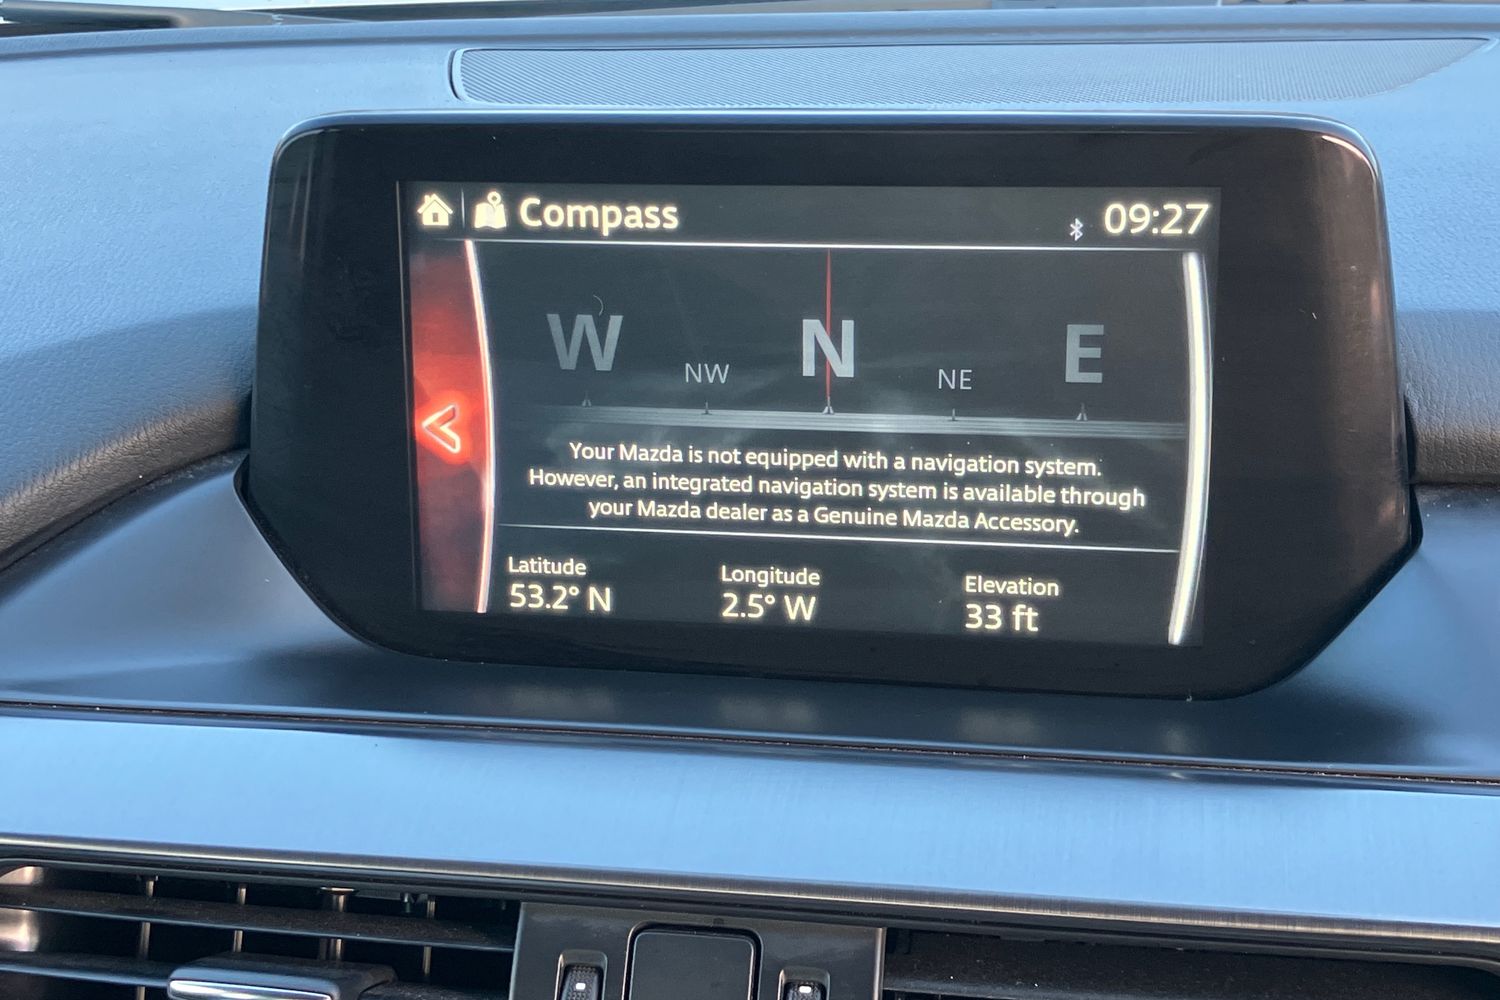 Compass
09:27
W NW N NE E
Your Mazda is not equipped with a navigation system.
However, an integrated navigation system is available through
your Mazda dealer as a Genuine Mazda Accessory.
Latitude Longitude Elevation
53.2° N 2.5° W 33 ft